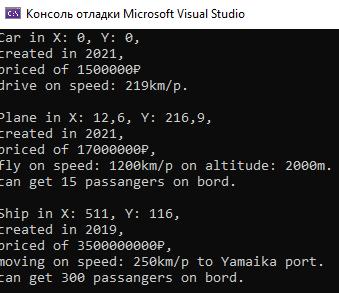 Консоль отладки Microsoft Visual Studio
Car in X: 0, Y: 0,
created in 2021,
priced of 1500000₽
drive on speed: 219km/p.
Plane in X: 12,6, Y: 216,9,
created in 2021,
priced of 17000000₽,
fly on speed: 1200km/p on altitude: 2000m.
can get 15 passangers on bord.
Ship in X: 511, Y: 116,
created in 2019,
priced of 3500000000₽,
moving on speed: 250km/p to Yamaika port.
can get 300 passangers on bord.